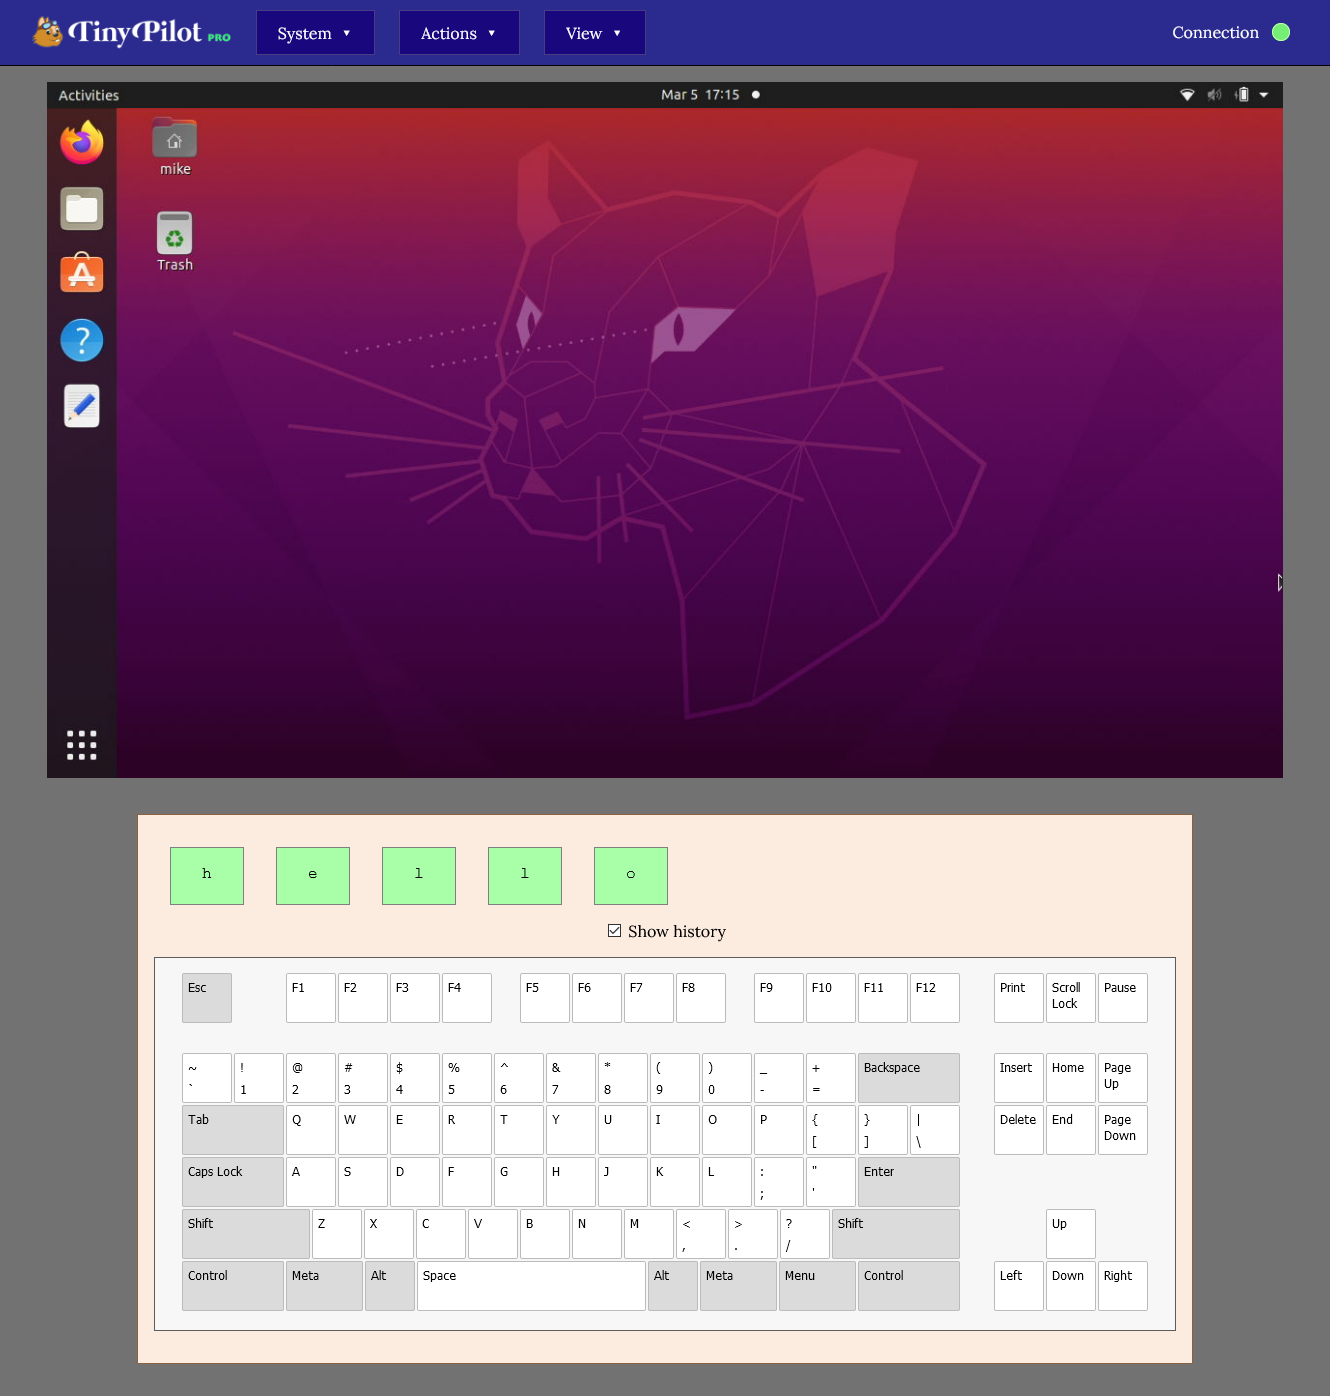 TinyPilot PRO System ▼ Actions ▼ View ▼ Connection
Activities Mar 5 17:15
mike
Trash
?
h e l l o
Show history
Esc F1 F2 F3 F4 F5 F6 F7 F8 F9 F10 F11 F12 Print Scroll Lock Pause
~ ` ! 1 @ 2 # 3 $ 4 % 5 ^ 6 & 7 * 8 ( 9 ) 0 _ - + = Backspace Insert Home Page Up
Tab Q W E R T Y U I O P { [ } ] | \ Delete End Page Down
Caps Lock A S D F G H J K L : ; " ' Enter
Shift Z X C V B N M < , > . ? / Shift Up
Control Meta Alt Space Alt Meta Menu Control Left Down Right